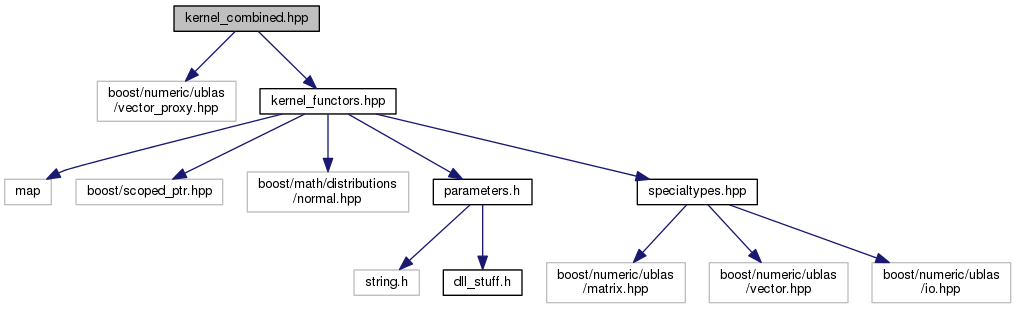 kernel_combined.hpp
boost/numeric/ublas
/vector_proxy.hpp
kernel_functors.hpp
map
boost/scoped_ptr.hpp
boost/math/distributions
/normal.hpp
parameters.h
specialtypes.hpp
string.h
dll_stuff.h
boost/numeric/ublas
/matrix.hpp
boost/numeric/ublas
/vector.hpp
boost/numeric/ublas
/io.hpp